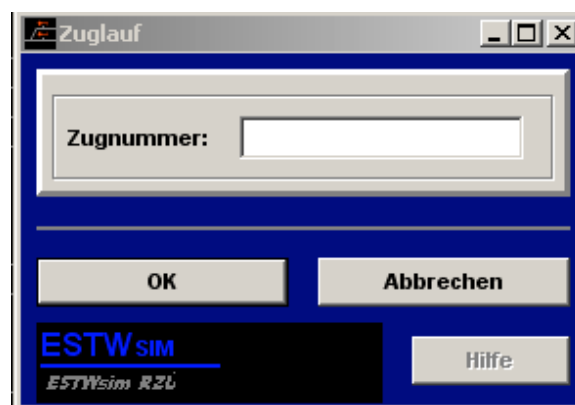 Zuglauf
Zugnummer:
OK
Abbrechen
ESTWSIM
Hilfe
ESTWsim RZÜ